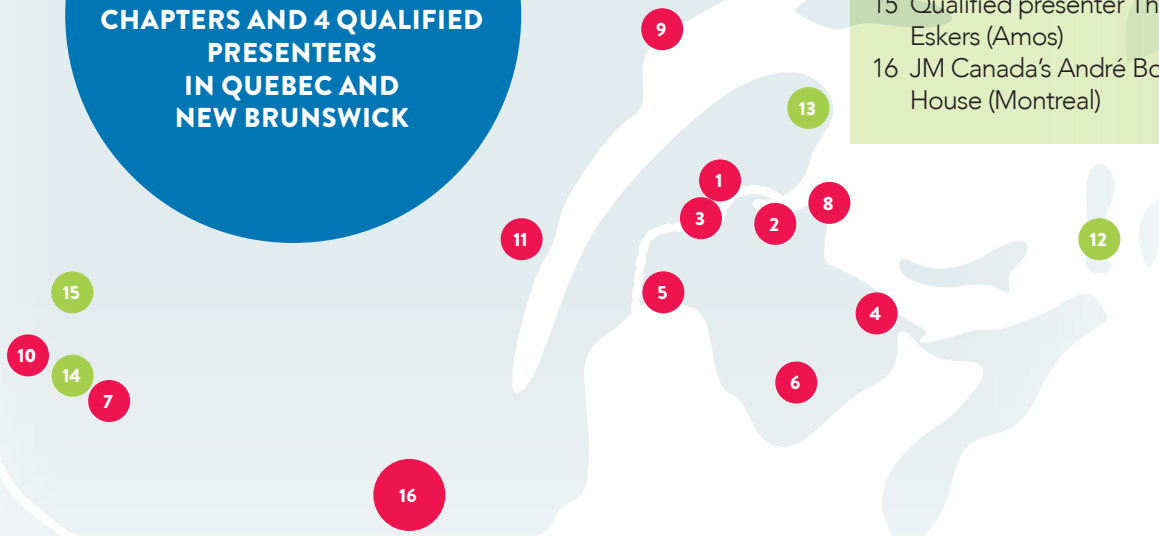 CHAPTERS AND 4 QUALIFIED
PRESENTERS
IN QUEBEC AND
NEW BRUNSWICK
15 Qualified presenter
Eskers (Amos)
16 JM Canada's André
House (Montreal)
9
13
1
3
2
8
11
12
15
5
4
10
14
7
6
16